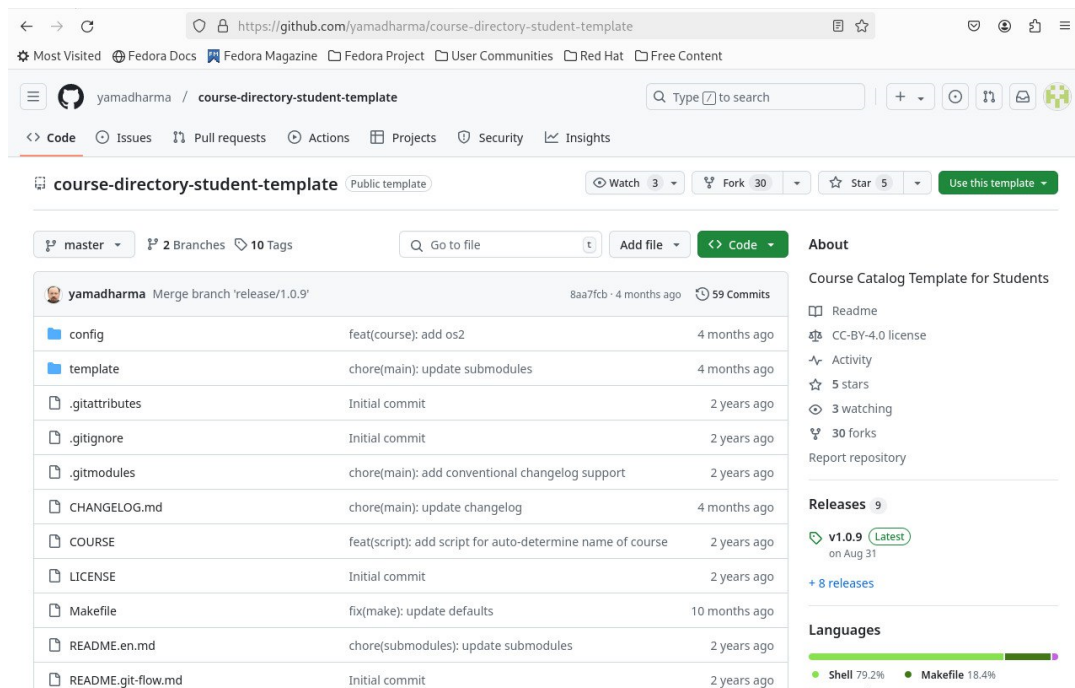 https://github.com/yamadharma/course-directory-student-template
Most Visited Fedora Docs Fedora Magazine Fedora Project User Communities Red Hat Free Content
yamadharma / course-directory-student-template Type / to search
Code Issues Pull requests Actions Projects Security Insights
course-directory-student-template Public template Watch 3 Fork 30 Star 5 Use this template
master 2 Branches 10 Tags Go to file t Add file Code About
Course Catalog Template for Students
yamadharma Merge branch 'release/1.0.9' 8aa7fcb · 4 months ago 59 Commits
Readme
config feat(course): add os2 4 months ago
CC-BY-4.0 license
template chore(main): update submodules 4 months ago
Activity
5 stars
.gitattributes Initial commit 2 years ago
3 watching
.gitignore Initial commit 2 years ago
30 forks
Report repository
.gitmodules chore(main): add conventional changelog support 2 years ago
CHANGELOG.md chore(main): update changelog 4 months ago
Releases 9
COURSE feat(script): add script for auto-determine name of course 2 years ago
v1.0.9 Latest
on Aug 31
LICENSE Initial commit 2 years ago
+ 8 releases
Makefile fix(make): update defaults 10 months ago
Languages
README.en.md chore(submodules): update submodules 2 years ago
README.git-flow.md Initial commit 2 years ago
Shell 79.2% Makefile 18.4%